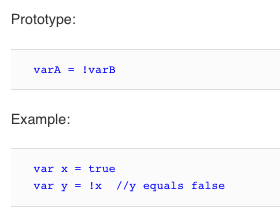 Prototype:
varA = !varB
Example:
var x = true
var y = !x  //y equals false